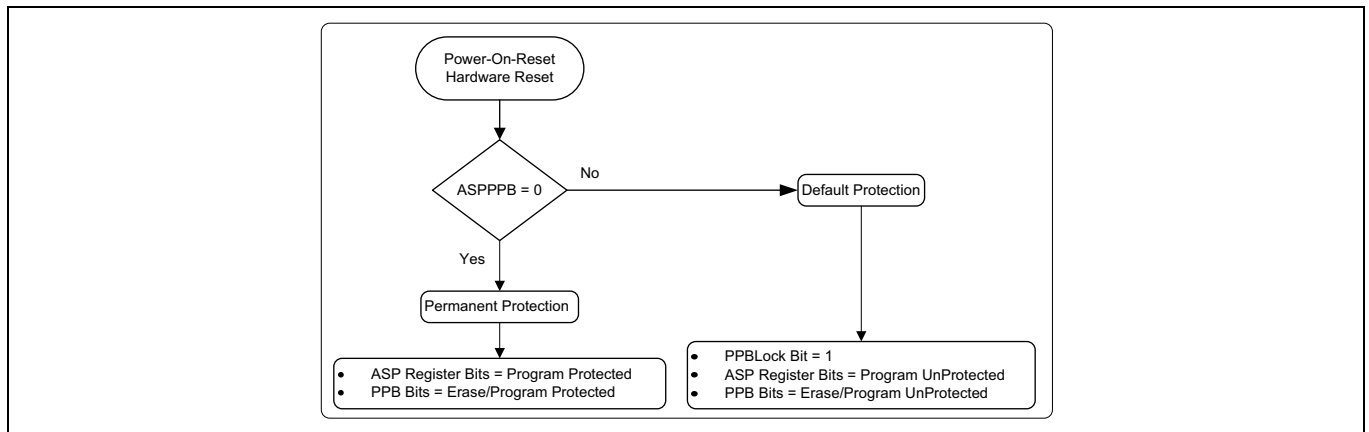 Power-On-Reset
Hardware Reset
ASPPPB = 0
No
Default Protection
Yes
Permanent Protection
• ASP Register Bits = Program Protected
• PPB Bits = Erase/Program Protected
• PPBLock Bit = 1
• ASP Register Bits = Program UnProtected
• PPB Bits = Erase/Program UnProtected